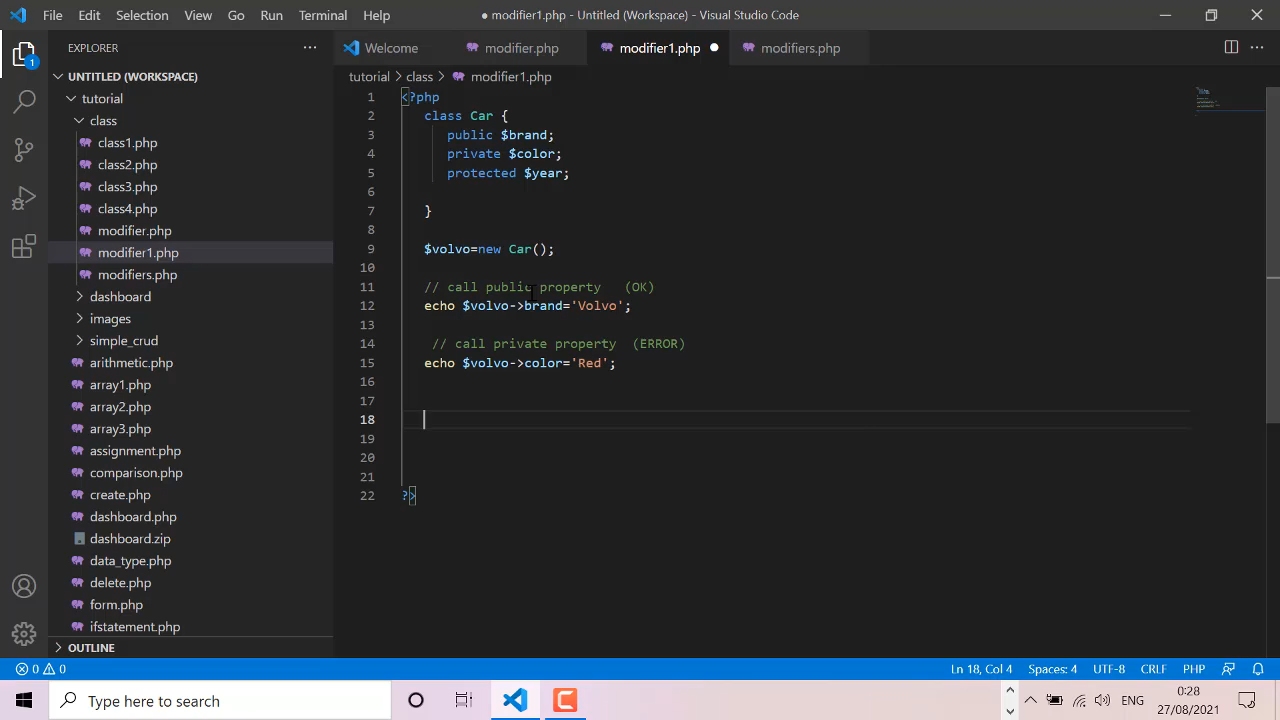 File Edit Selection View Go Run Terminal Help
● modifier1.php - Untitled (Workspace) - Visual Studio Code
EXPLORER
Welcome modifier.php modifier1.php modifiers.php
UNTITLED (WORKSPACE)
tutorial > class > modifier1.php
tutorial
class
class1.php
class2.php
class3.php
class4.php
modifier.php
modifier1.php
modifiers.php
dashboard
images
simple_crud
arithmetic.php
array1.php
array2.php
array3.php
assignment.php
comparison.php
create.php
dashboard.php
dashboard.zip
data_type.php
delete.php
form.php
ifstatement.php
OUTLINE
1
1 <?php
2 class Car {
3 public $brand;
4 private $color;
5 protected $year;
6
7 }
8
9 $volvo=new Car();
10
11 // call public property (OK)
12 echo $volvo->brand='Volvo';
13
14 // call private property (ERROR)
15 echo $volvo->color='Red';
16
17
18
19
20
21
22 ?>
0 0 Ln 18, Col 4 Spaces: 4 UTF-8 CRLF PHP
Type here to search
ENG
0:28
27/08/2021